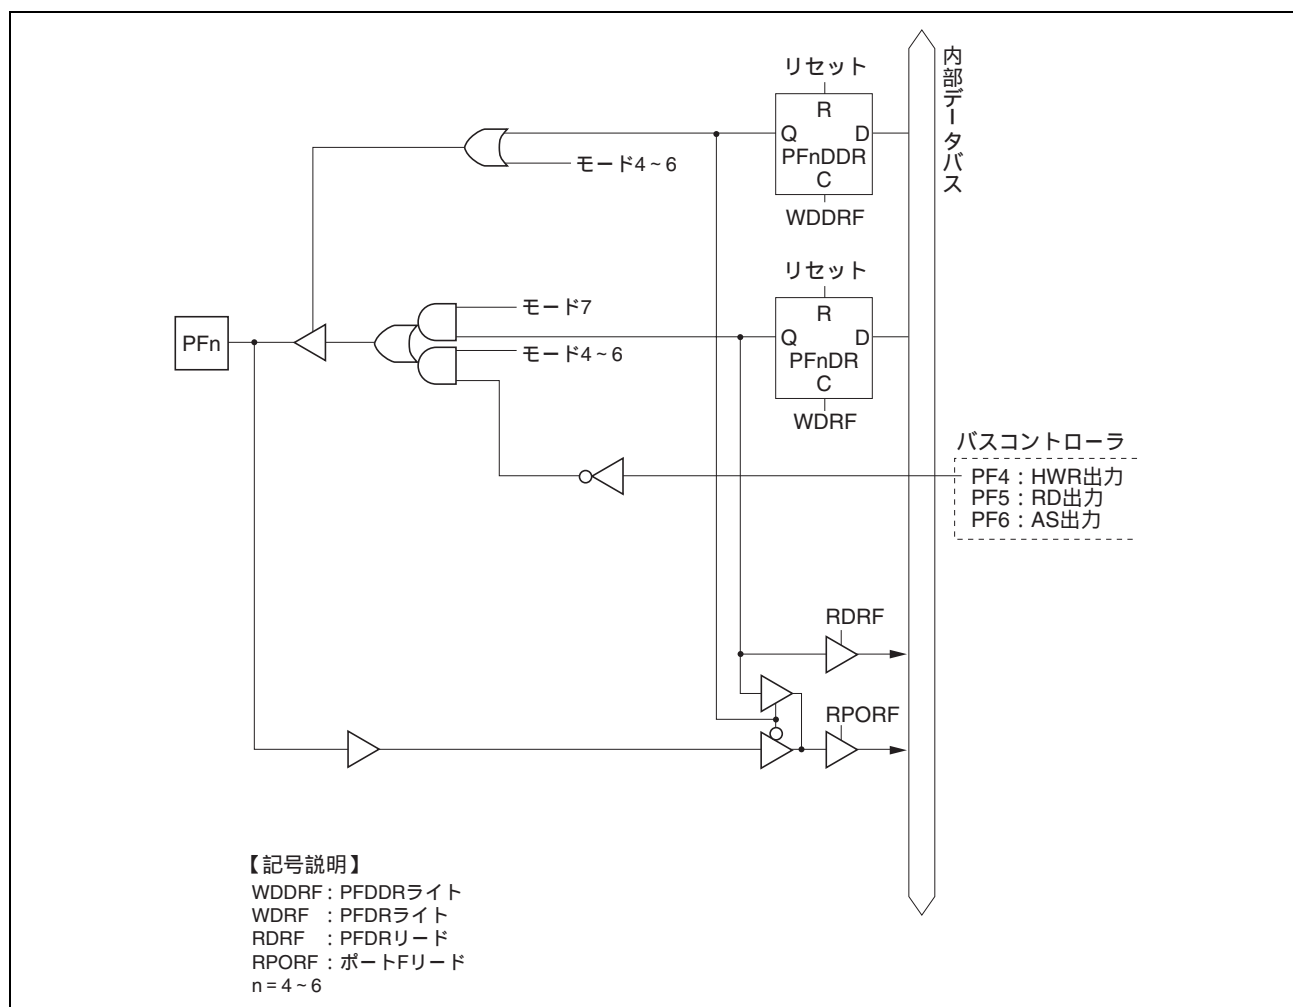 リセット
R
Q
D
PFnDDR
C
WDDRF
内部データバス
モード4~6
リセット
R
Q
D
PFnDR
C
WDRF
モード7
PFn
モード4~6
バスコントローラ
PF4：HWR出力
PF5：RD出力
PF6：AS出力
RDRF
RPORF
【記号説明】
WDDRF：PFDDRライト
WDRF ：PFDRライト
RDRF ：PFDRリード
RPORF：ポートFリード
n = 4~6